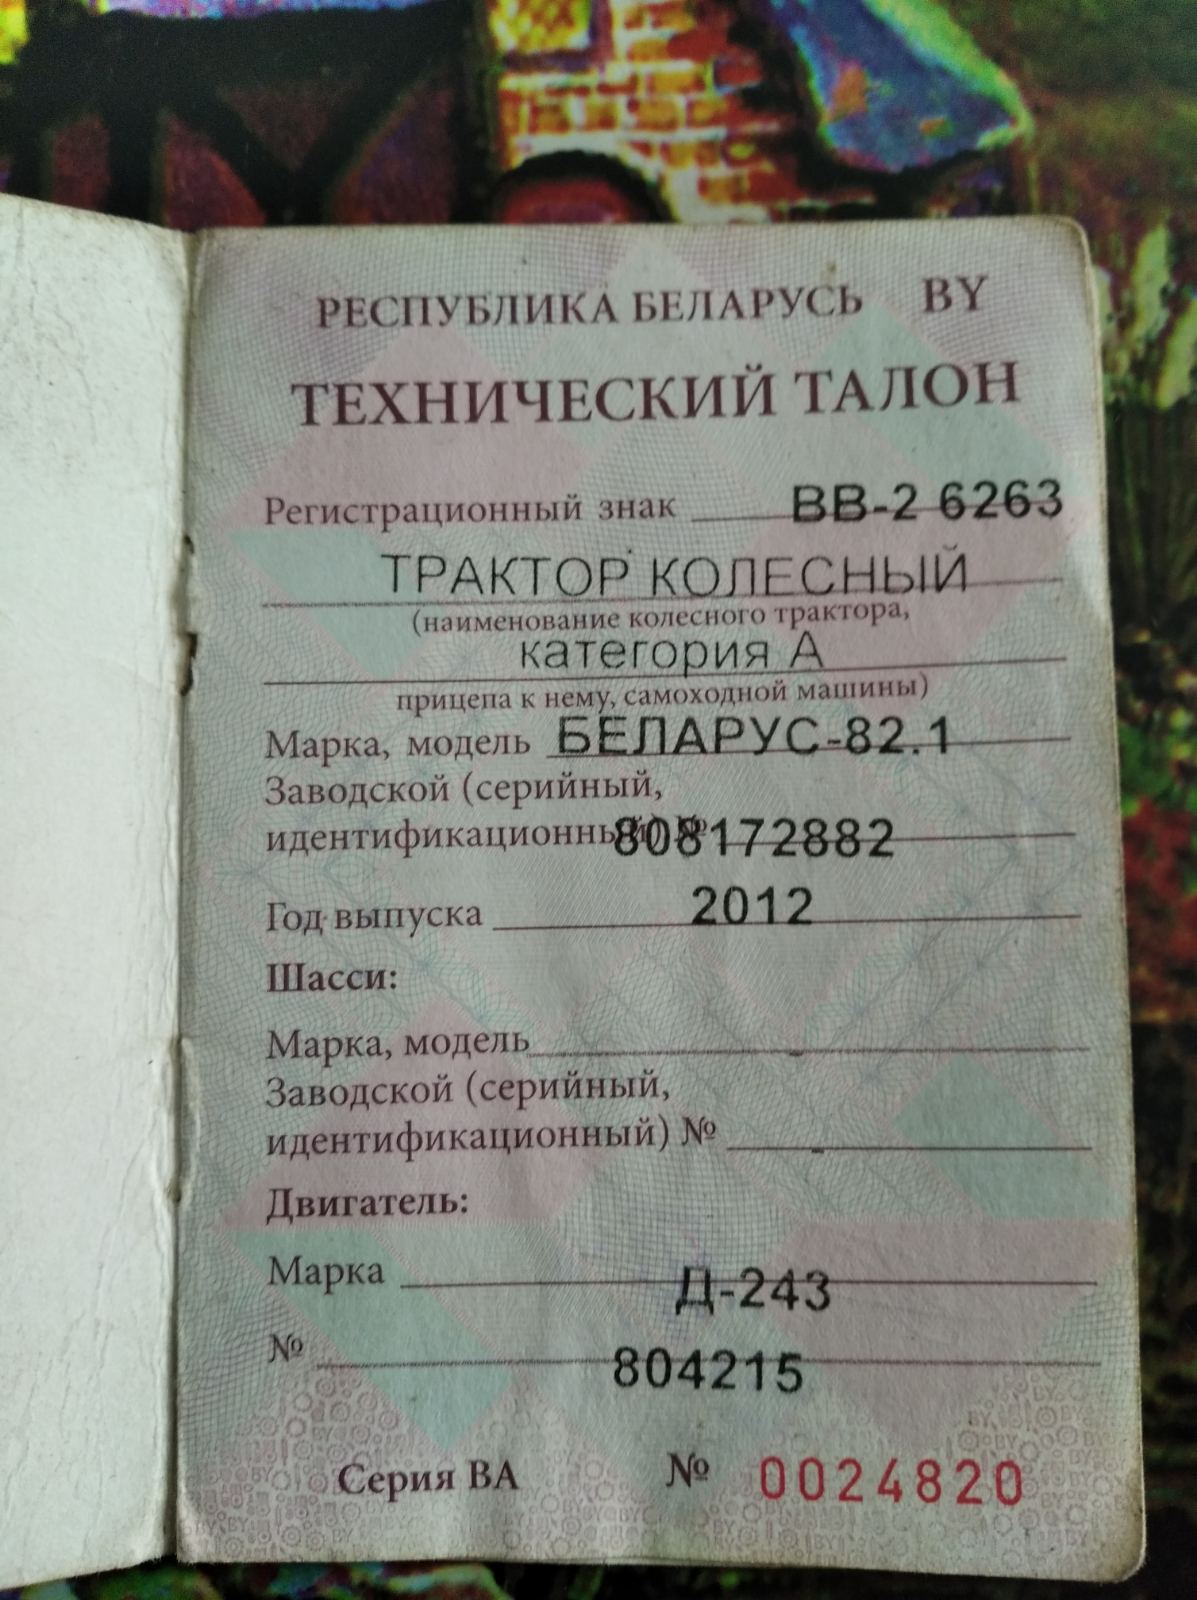 РЕСПУБЛИКА БЕЛАРУСЬ BY
ТЕХНИЧЕСКИЙ ТАЛОН
Регистрационный знак ВВ-2 6263
ТРАКТОР КОЛЕСНЫЙ
(наименование колесного трактора,
категория А
прицепа к нему, самоходной машины)
Марка, модель БЕЛАРУС-82.1
Заводской (серийный,
идентификационный) № 808172882
Год выпуска 2012
Шасси:
Марка, модель -
Заводской (серийный,
идентификационный) № -
Двигатель:
Марка Д-243
№ 804215
Серия ВА № 0024820